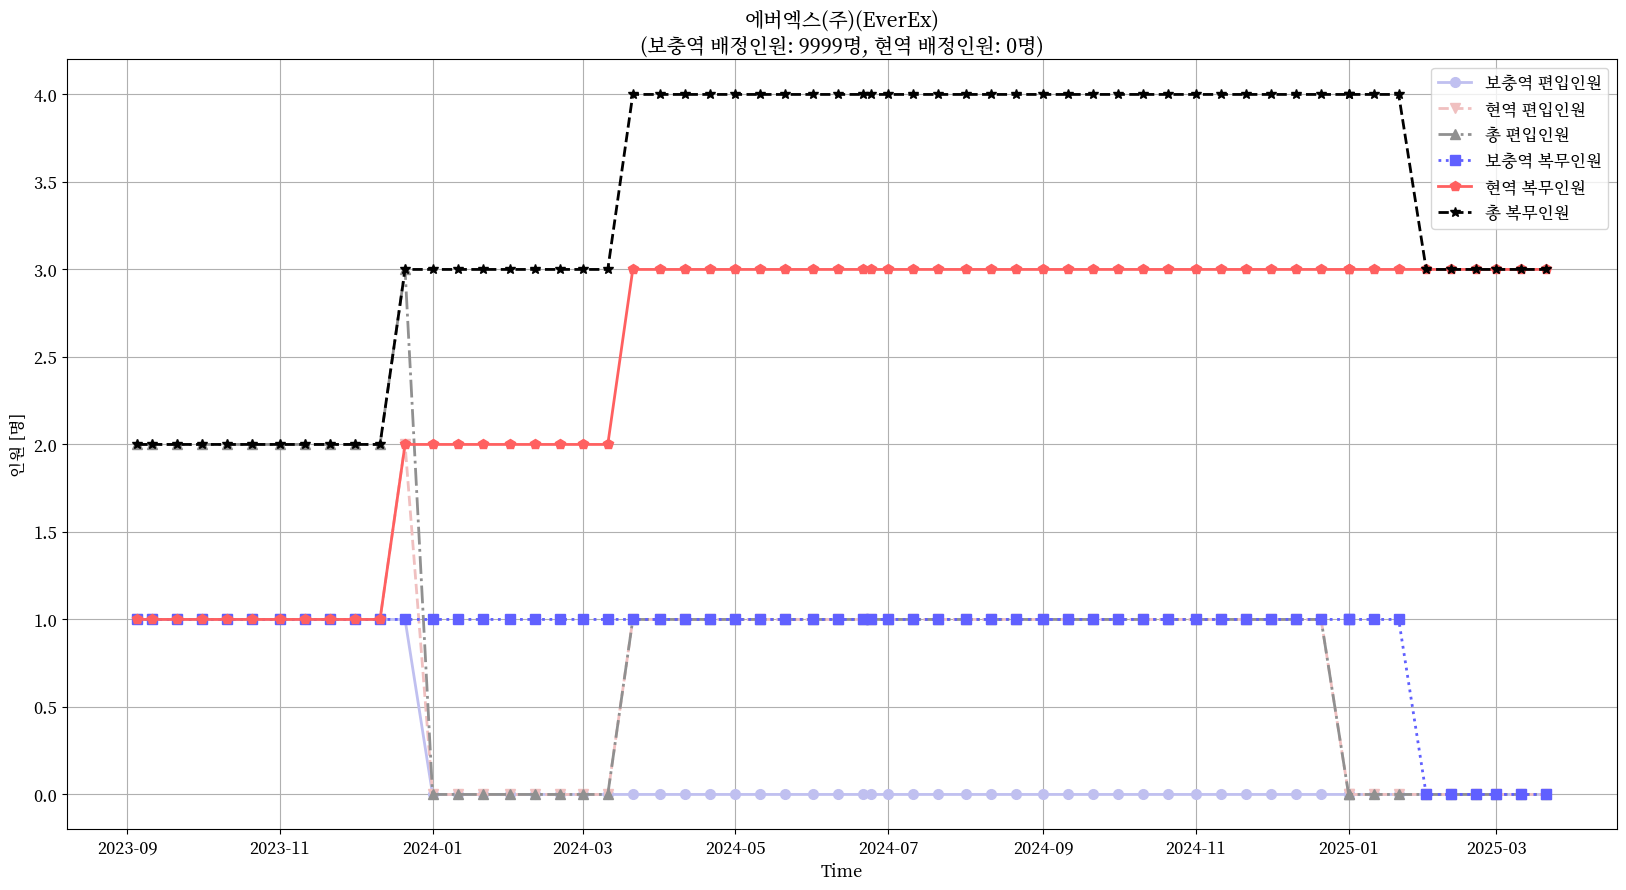 에버엑스(주)(EverEx)
(보충역 배정인원: 9999명, 현역 배정인원: 0명)
보충역 편입인원
현역 편입인원
총 편입인원
보충역 복무인원
현역 복무인원
총 복무인원
인원 [명]
4.0
3.5
3.0
2.5
2.0
1.5
1.0
0.5
0.0
2023-09
2023-11
2024-01
2024-03
2024-05
2024-07
2024-09
2024-11
2025-01
2025-03
Time